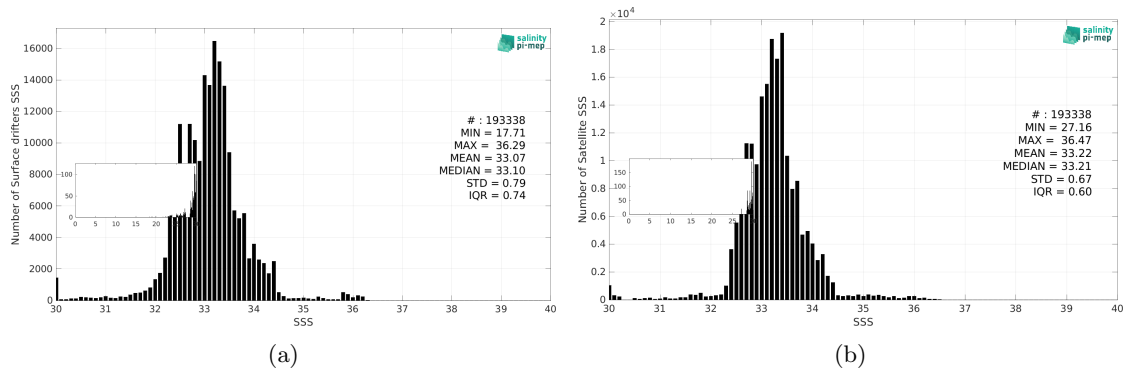 salinity
pi-mep
# : 193338
MIN = 17.71
MAX = 36.29
MEAN = 33.07
MEDIAN = 33.10
STD = 0.79
IQR = 0.74
Number of Surface drifters SSS
16000
14000
12000
10000
8000
6000
4000
2000
0
100
50
0
0 5 10 15 20 25
30 31 32 33 34 35 36 37 38 39 40
SSS
(a)
×10⁴
salinity
pi-mep
# : 193338
MIN = 27.16
MAX = 36.47
MEAN = 33.22
MEDIAN = 33.21
STD = 0.67
IQR = 0.60
Number of Satellite SSS
2
1.8
1.6
1.4
1.2
1
0.8
0.6
0.4
0.2
0
150
100
50
0
0 5 10 15 20 25
30 31 32 33 34 35 36 37 38 39 40
SSS
(b)